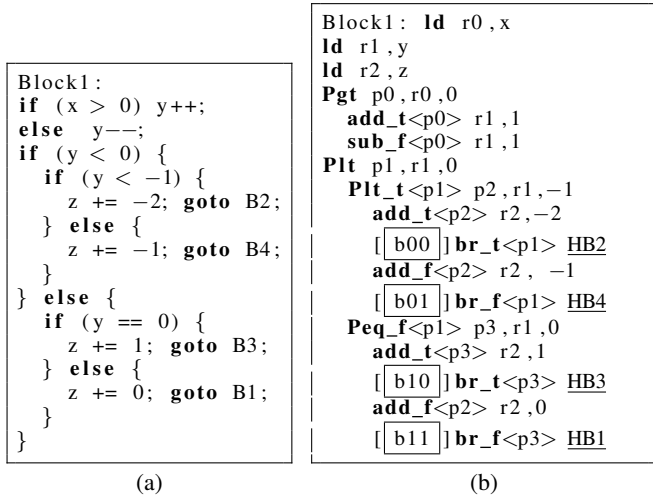 Block1:
if (x > 0) y++;
else y--;
if (y < 0) {
if (y < -1) {
z += -2; goto B2;
} else {
z += -1; goto B4;
}
} else {
if (y == 0) {
z += 1; goto B3;
} else {
z += 0; goto B1;
}
}
(a)
Block1: ld r0,x
ld r1,y
ld r2,z
Pgt p0,r0,0
add_t<p0> r1,1
sub_f<p0> r1,1
Plt p1,r1,0
Plt_t<p1> p2,r1,-1
add_t<p2> r2,-2
[b00]br_t<p1> HB2
add_f<p2> r2, -1
[b01]br_f<p1> HB4
Peq_f<p1> p3,r1,0
add_t<p3> r2,1
[b10]br_t<p3> HB3
add_f<p2> r2,0
[b11]br_f<p3> HB1
(b)